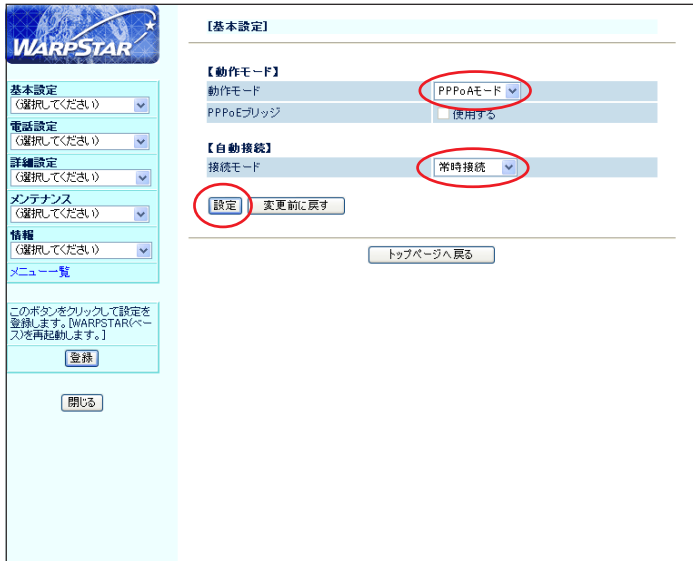 WARPSTAR
基本設定
(選択してください)
電話設定
(選択してください)
詳細設定
(選択してください)
メンテナンス
(選択してください)
情報
(選択してください)
メニュー一覧
このボタンをクリックして設定を
登録します。[WARPSTAR(ベー
ス)を再起動します。]
登録
閉じる
[基本設定]
【動作モード】
動作モード PPPoAモード
PPPoEブリッジ 使用する
【自動接続】
接続モード 常時接続
設定 変更前に戻す
トップページへ戻る